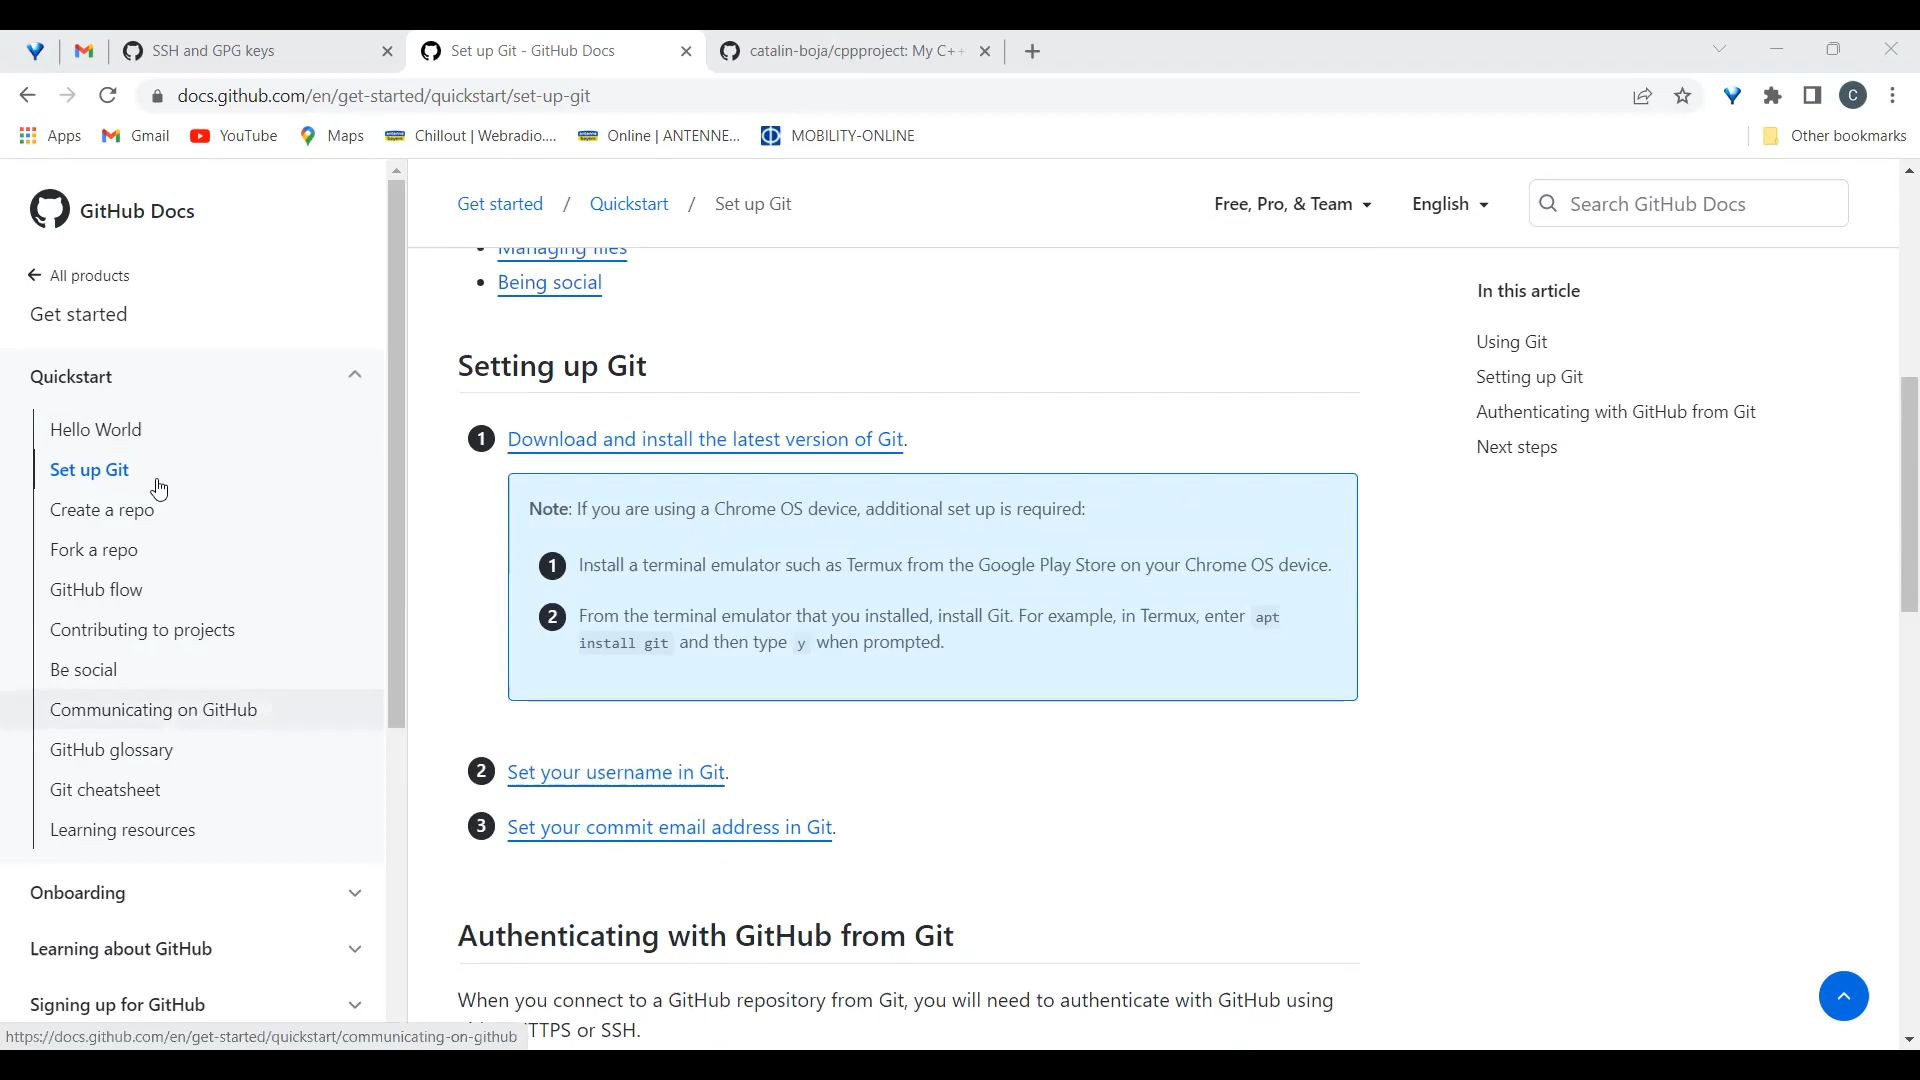 SSH and GPG keys
Set up Git - GitHub Docs
catalin-boja/cppproject: My C++
docs.github.com/en/get-started/quickstart/set-up-git
C
Apps
Gmail
YouTube
Maps
Chillout | Webradio....
Online | ANTENNE...
MOBILITY-ONLINE
Other bookmarks
GitHub Docs
Get started / Quickstart / Set up Git
Free, Pro, & Team
English
Search GitHub Docs
All products
Get started
Quickstart
Hello World
Set up Git
Create a repo
Fork a repo
GitHub flow
Contributing to projects
Be social
Communicating on GitHub
GitHub glossary
Git cheatsheet
Learning resources
Onboarding
Learning about GitHub
Signing up for GitHub
https://docs.github.com/en/get-started/quickstart/communicating-on-github
Managing files
Being social
Setting up Git
1 Download and install the latest version of Git.
Note: If you are using a Chrome OS device, additional set up is required:
1 Install a terminal emulator such as Termux from the Google Play Store on your Chrome OS device.
2 From the terminal emulator that you installed, install Git. For example, in Termux, enter apt
install git and then type y when prompted.
2 Set your username in Git.
3 Set your commit email address in Git.
Authenticating with GitHub from Git
When you connect to a GitHub repository from Git, you will need to authenticate with GitHub using
TTPS or SSH.
In this article
Using Git
Setting up Git
Authenticating with GitHub from Git
Next steps